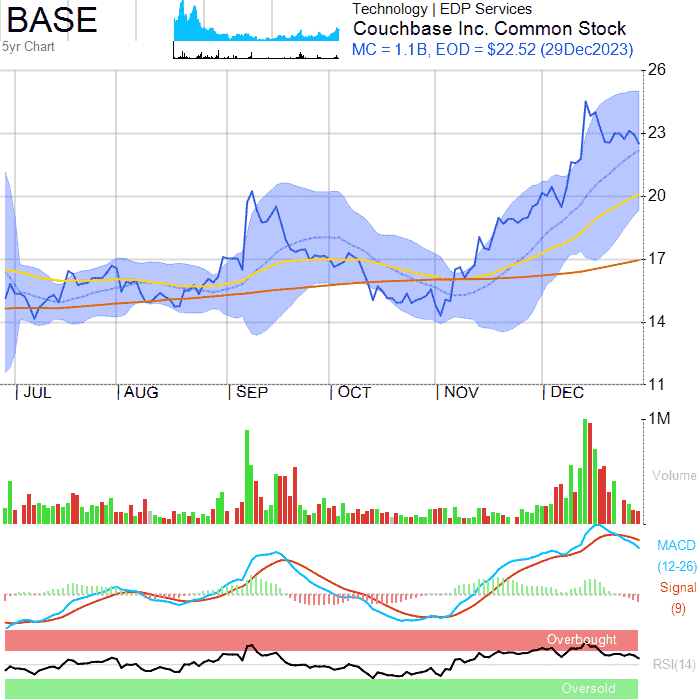 BASE
5yr Chart
Technology | EDP Services
Couchbase Inc. Common Stock
MC = 1.1B, EOD = $22.52 (29Dec2023)
26
23
20
17
14
11
JUL
AUG
SEP
OCT
NOV
DEC
1M
Volume
MACD
(12-26)
Signal
(9)
Overbought
RSI(14)
Oversold